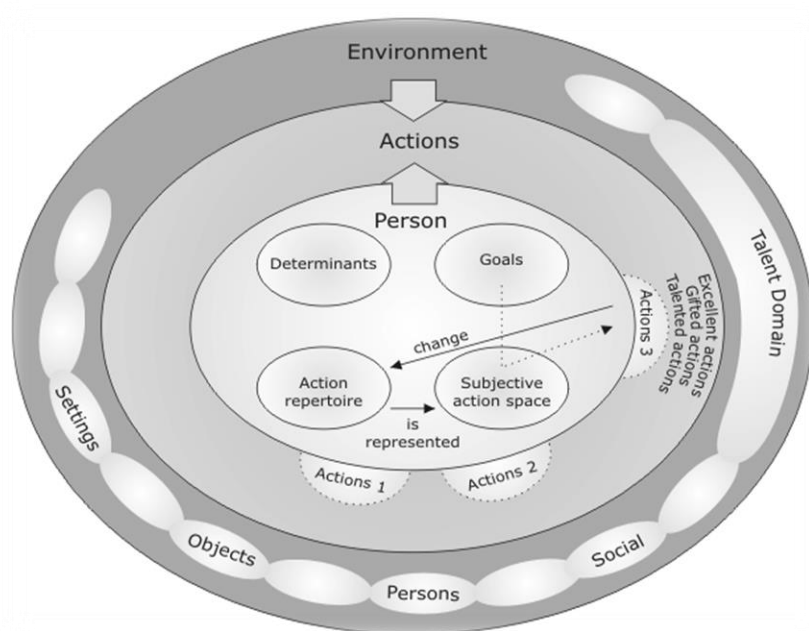 Environment
Actions
Person
Determinants
Goals
change
Action
repertoire
Subjective
action space
is
represented
Actions 1
Actions 2
Actions 3
Excellent actions
Gifted actions
Talented actions
Talent Domain
Settings
Objects
Persons
Social